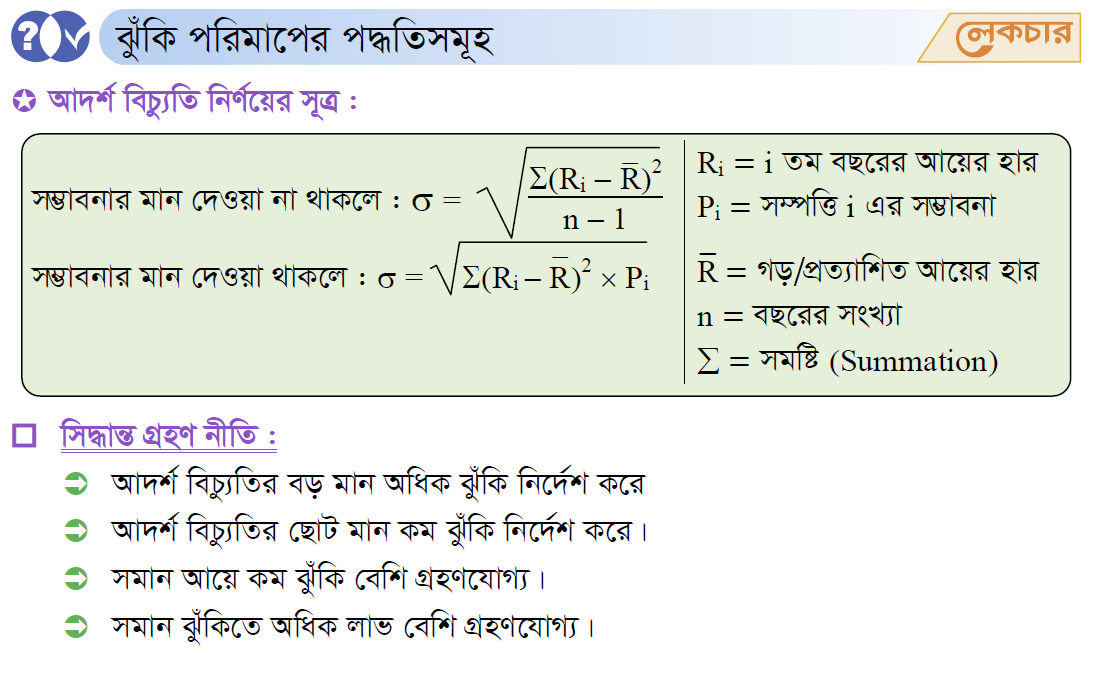 ঝুঁকি পরিমাপের পদ্ধতিসমূহ
লেকচার
আদর্শ বিচ্যুতি নির্ণয়ের সূত্র :
সম্ভাবনার মান দেওয়া না থাকলে : σ = √(Σ(Rᵢ – R̅)² / (n – 1))
সম্ভাবনার মান দেওয়া থাকলে : σ = √(Σ(Rᵢ – R̅)² × Pᵢ)
Rᵢ = i তম বছরের আয়ের হার
Pᵢ = সম্পত্তি i এর সম্ভাবনা
R̅ = গড়/প্রত্যাশিত আয়ের হার
n = বছরের সংখ্যা
∑ = সমষ্টি (Summation)
সিদ্ধান্ত গ্রহণ নীতি :
আদর্শ বিচ্যুতির বড় মান অধিক ঝুঁকি নির্দেশ করে
আদর্শ বিচ্যুতির ছোট মান কম ঝুঁকি নির্দেশ করে।
সমান আয়ে কম ঝুঁকি বেশি গ্রহণযোগ্য।
সমান ঝুঁকিতে অধিক লাভ বেশি গ্রহণযোগ্য।